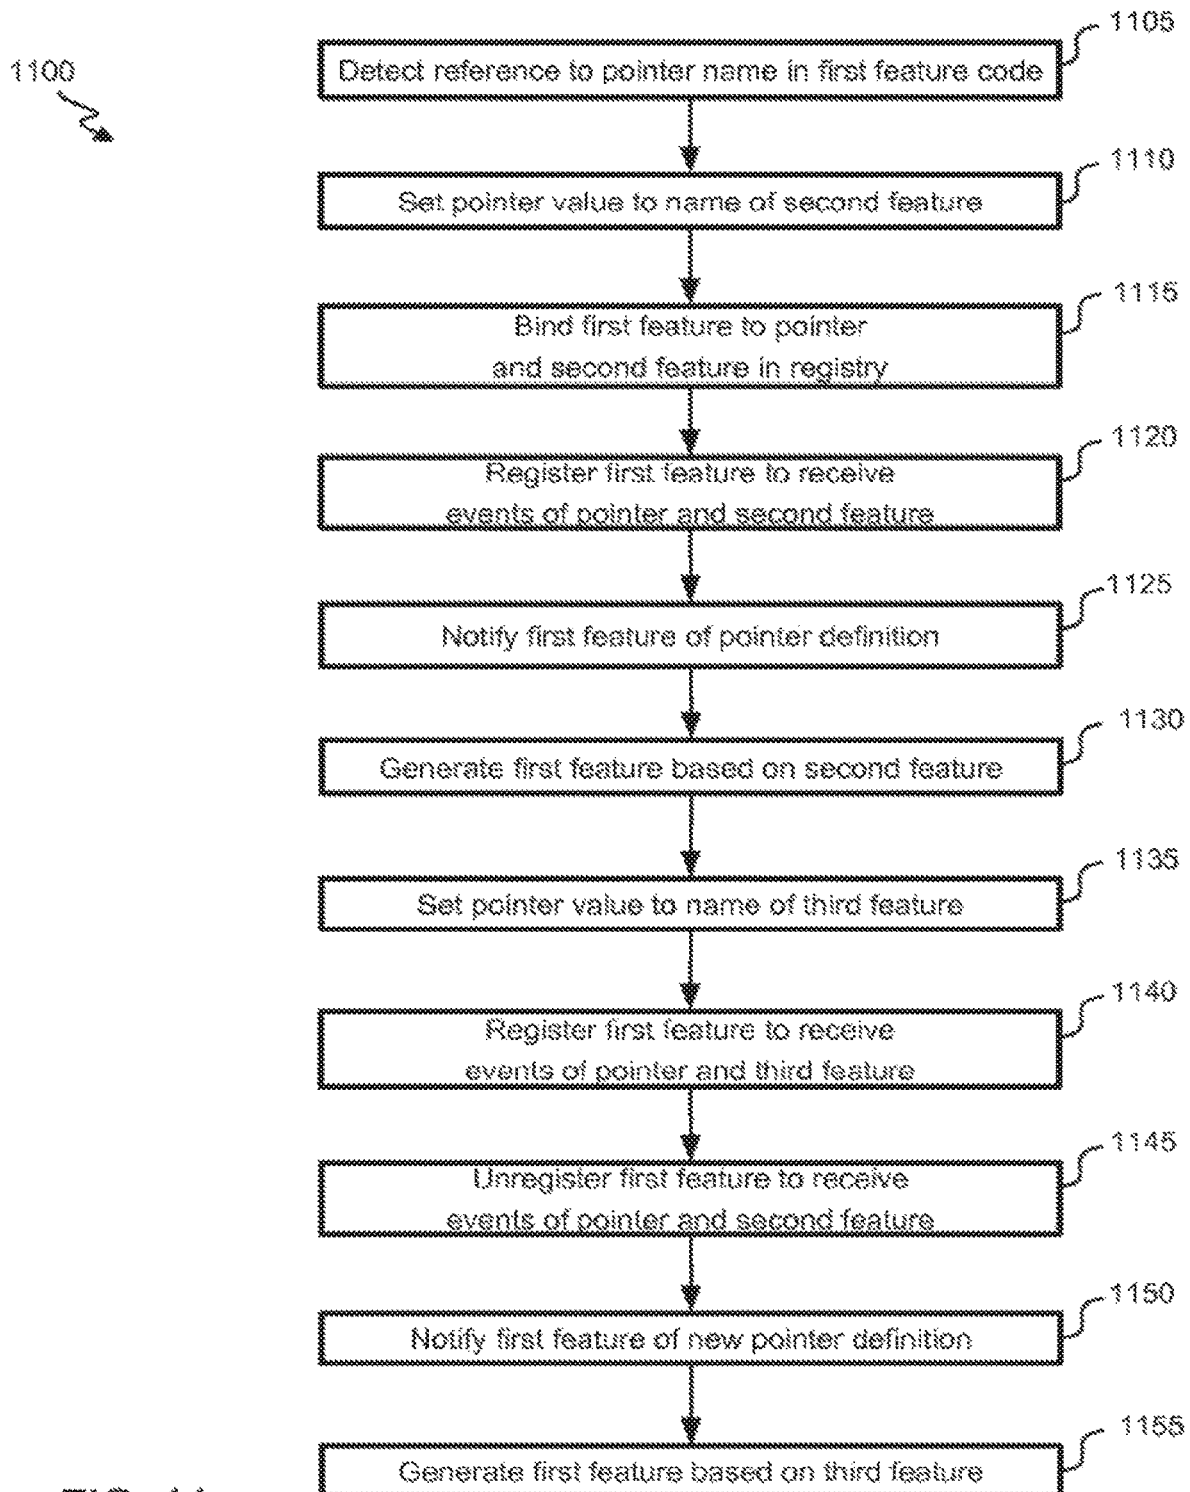 1100
1105
Detect reference to pointer name in first feature code
1110
Set pointer value to name of second feature
1115
Bind first feature to pointer
and second feature in registry
1120
Register first feature to receive
events of pointer and second feature
1125
Notify first feature of pointer definition
1130
Generate first feature based on second feature
1135
Set pointer value to name of third feature
1140
Register first feature to receive
events of pointer and third feature
1145
Unregister first feature to receive
events of pointer and second feature
1150
Notify first feature of new pointer definition
1155
Generate first feature based on third feature